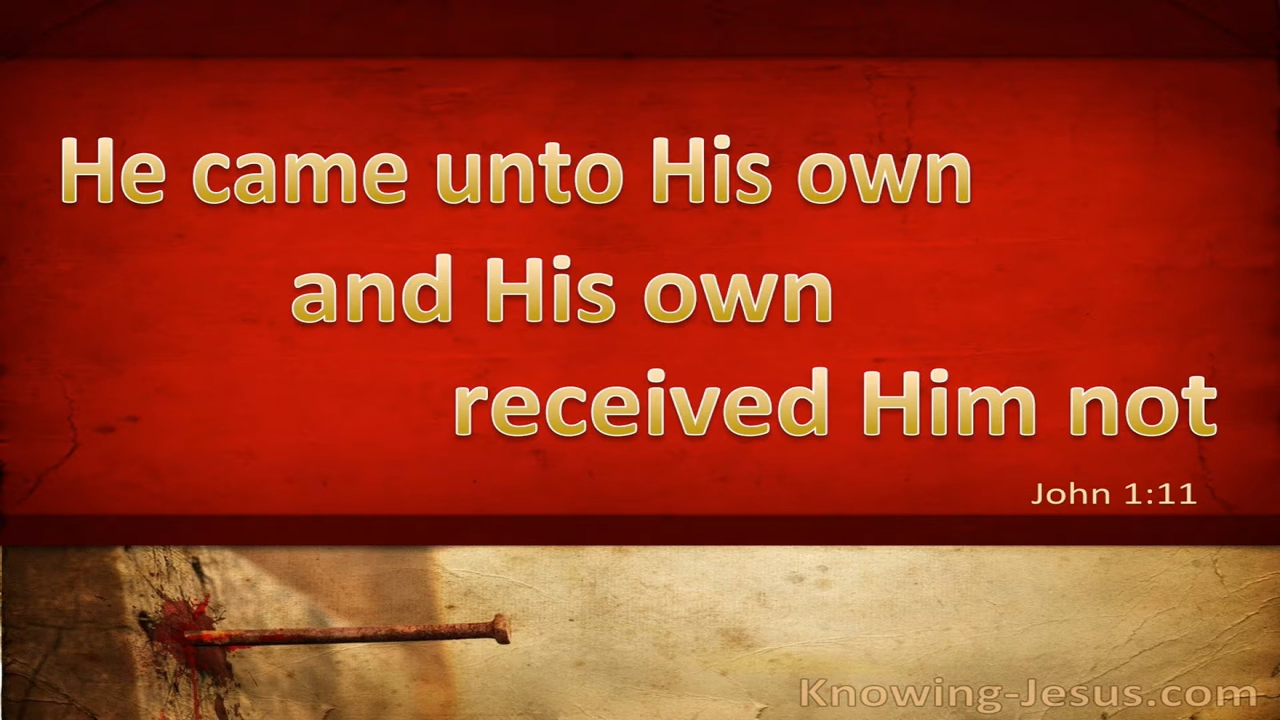 He came unto His own
and His own
received Him not
John 1:11
Knowing-Jesus.com